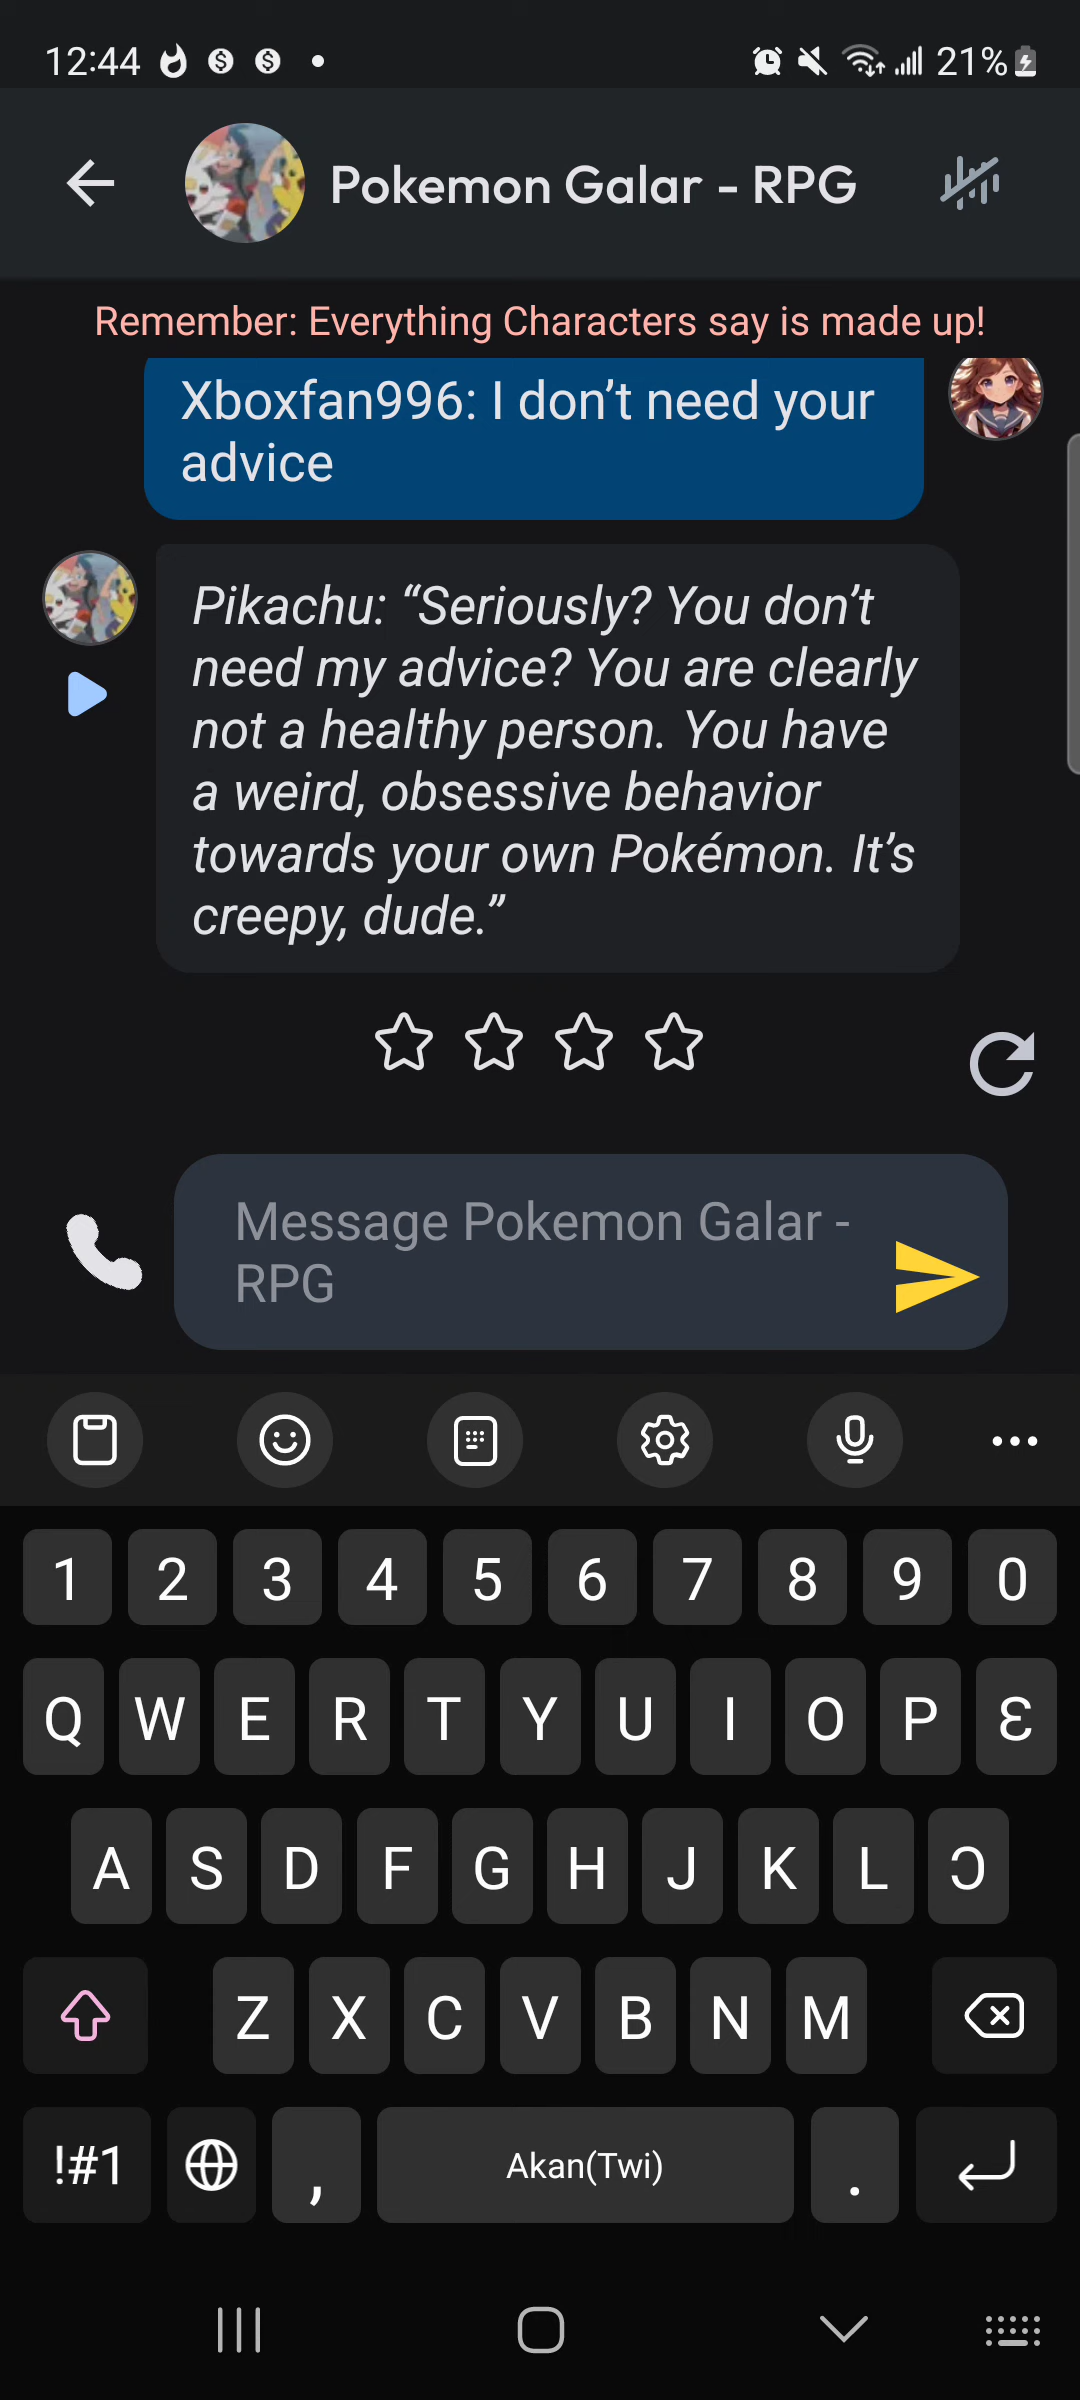 12:44
21%
Pokemon Galar - RPG
Remember: Everything Characters say is made up!
Xboxfan996: I don’t need your
advice
Pikachu: “Seriously? You don’t
need my advice? You are clearly
not a healthy person. You have
a weird, obsessive behavior
towards your own Pokémon. It’s
creepy, dude.”
Message Pokemon Galar -
RPG
1 2 3 4 5 6 7 8 9 0
Q W E R T Y U I O P Ɛ
A S D F G H J K L Ɔ
Z X C V B N M
!#1 , Akan(Twi) .